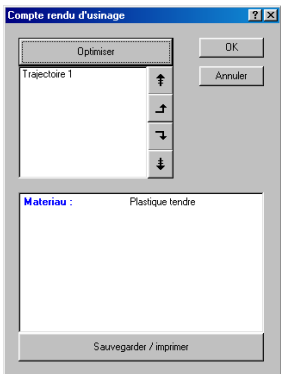 Compte rendu d'usinage
Optimiser
OK
Trajectoire 1
Annuler
Materiau : Plastique tendre
Sauvegarder / imprimer